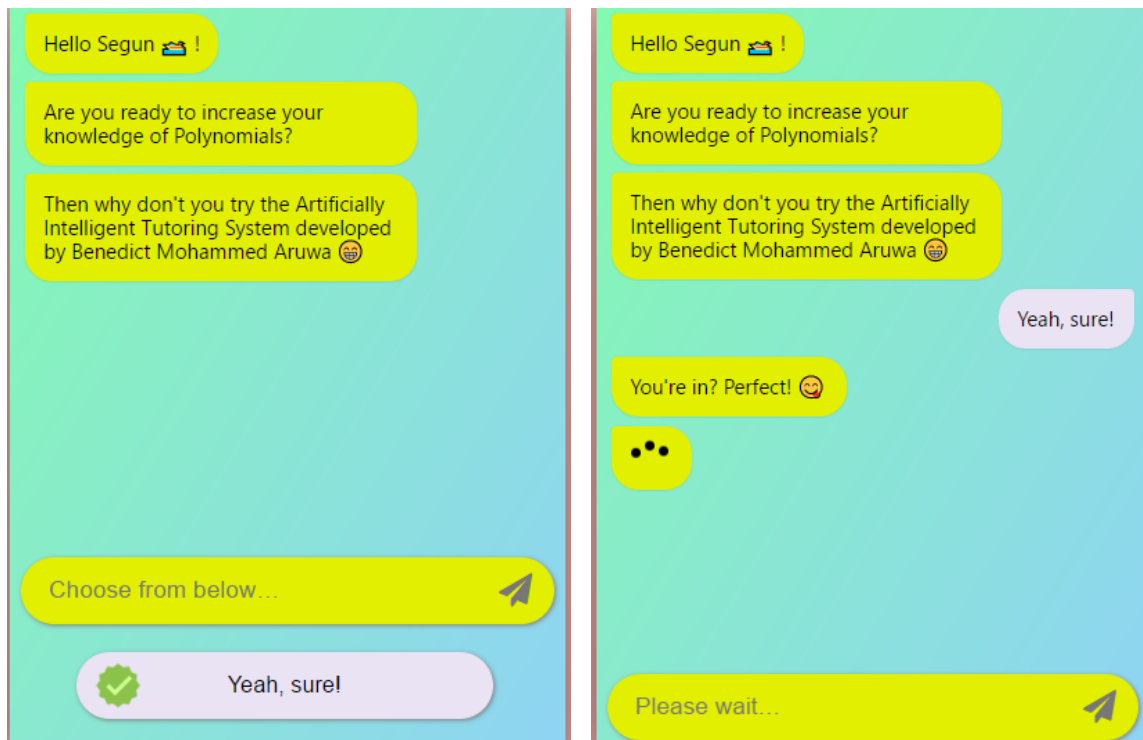 Hello Segun 🚤 !
Are you ready to increase your
knowledge of Polynomials?
Then why don't you try the Artificially
Intelligent Tutoring System developed
by Benedict Mohammed Aruwa 😁
Choose from below...
Yeah, sure!
Hello Segun 🚤 !
Are you ready to increase your
knowledge of Polynomials?
Then why don't you try the Artificially
Intelligent Tutoring System developed
by Benedict Mohammed Aruwa 😁
Yeah, sure!
You're in? Perfect! 😋
Please wait...